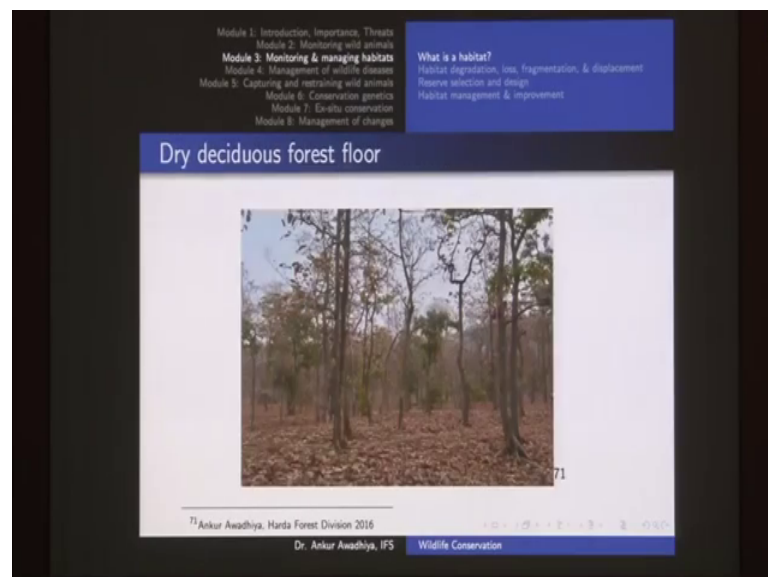 Module 1: Introduction, Importance, Threats
Module 2: Monitoring wild animals
Module 3: Monitoring & managing habitats
Module 4: Management of wildlife diseases
Module 5: Capturing and restraining wild animals
Module 6: Conservation genetics
Module 7: Ex-situ conservation
Module 8: Management of changes
What is a habitat?
Habitat degradation, loss, fragmentation, & displacement
Reserve selection and design
Habitat management & improvement
Dry deciduous forest floor
71
71 Ankur Awadhiya, Harda Forest Division 2016
Dr. Ankur Awadhiya, IFS
Wildlife Conservation